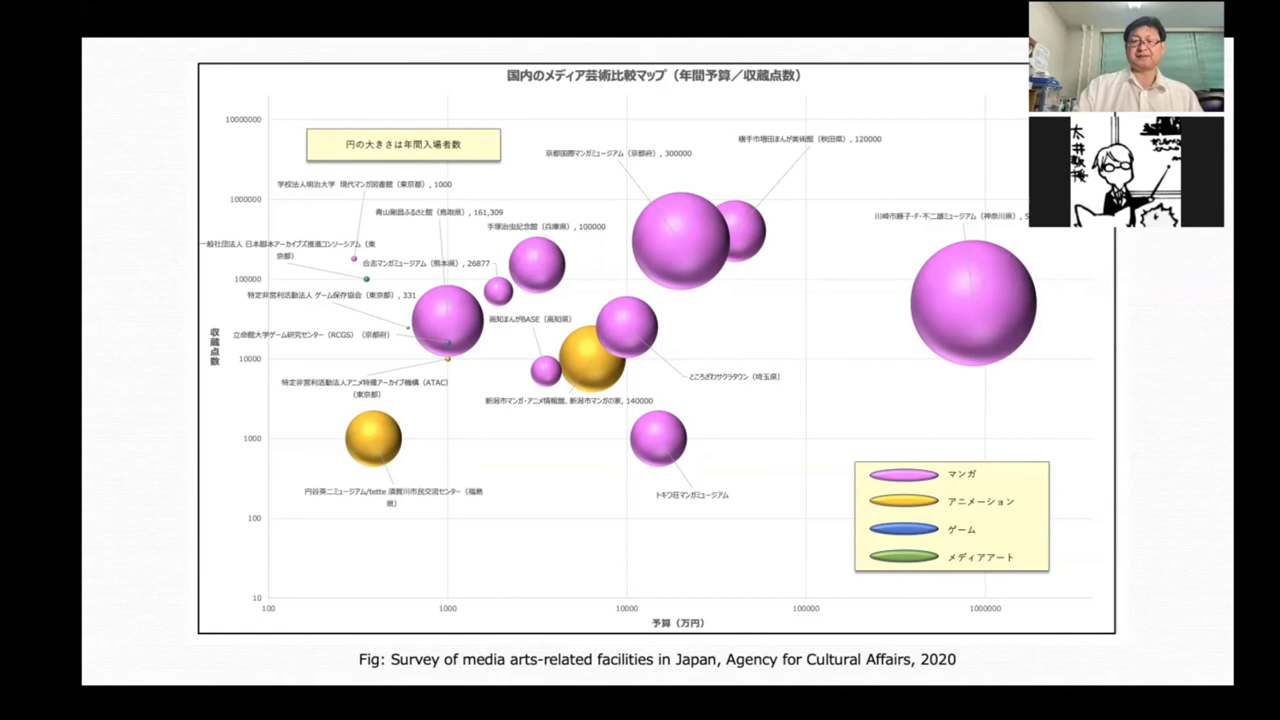 国内のメディア芸術比較マップ（年間予算／収蔵点数）
円の大きさは年間入場者数
10000000
1000000
100000
10000
1000
100
10
収蔵点数
100
1000
10000
100000
1000000
予算（万円）
横手市増田まんが美術館（秋田県）, 120000
京都国際マンガミュージアム（京都府）, 300000
学校法人明治大学 現代マンガ図書館（東京都）, 1000
青山剛昌ふるさと館（鳥取県）, 161,309
川崎市藤子・F・不二雄ミュージアム（神奈川県）, 5
手塚治虫記念館（兵庫県）, 100000
一般社団法人 日本脚本アーカイブズ推進コンソーシアム（東
京都）
合志マンガミュージアム（熊本県）, 26877
特定非営利活動法人 ゲーム保存協会（東京都）, 331
高知まんがBASE（高知県）
立命館大学ゲーム研究センター（RCGS）（京都府）
ところざわサクラタウン（埼玉県）
特定非営利活動法人アニメ特撮アーカイブ機構（ATAC）
（東京都）
新潟市マンガ・アニメ情報館、新潟市マンガの家, 140000
円谷英二ミュージアム/tette 須賀川市民交流センター（福島
県）
トキワ荘マンガミュージアム
マンガ
アニメーション
ゲーム
メディアアート
Fig: Survey of media arts-related facilities in Japan, Agency for Cultural Affairs, 2020
太井教授